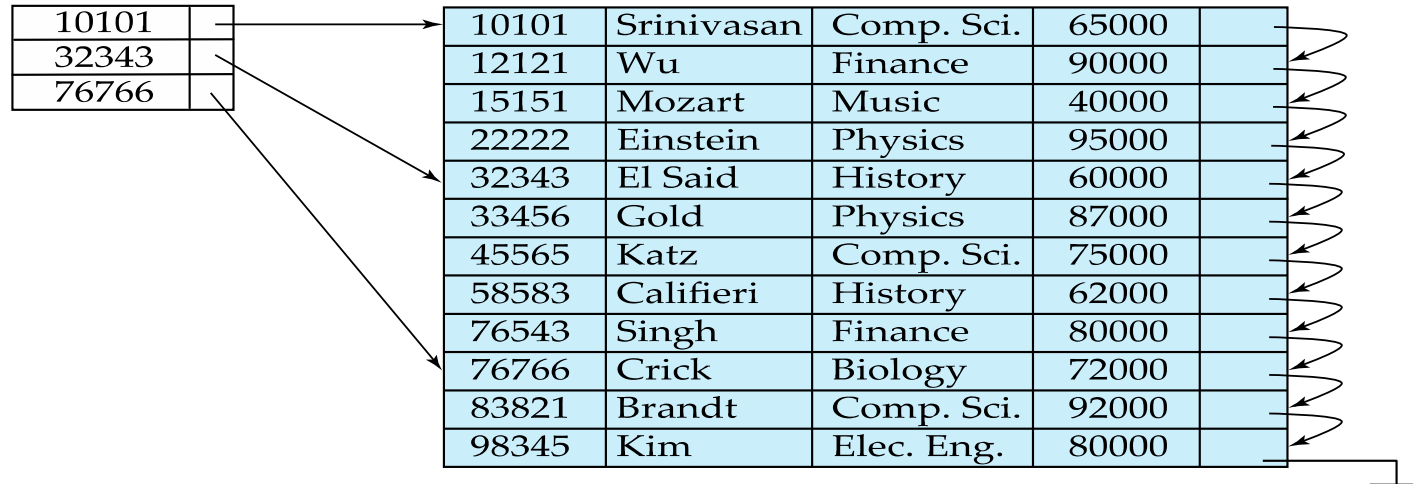 10101
32343
76766
10101 Srinivasan Comp. Sci. 65000
12121 Wu Finance 90000
15151 Mozart Music 40000
22222 Einstein Physics 95000
32343 El Said History 60000
33456 Gold Physics 87000
45565 Katz Comp. Sci. 75000
58583 Califieri History 62000
76543 Singh Finance 80000
76766 Crick Biology 72000
83821 Brandt Comp. Sci. 92000
98345 Kim Elec. Eng. 80000